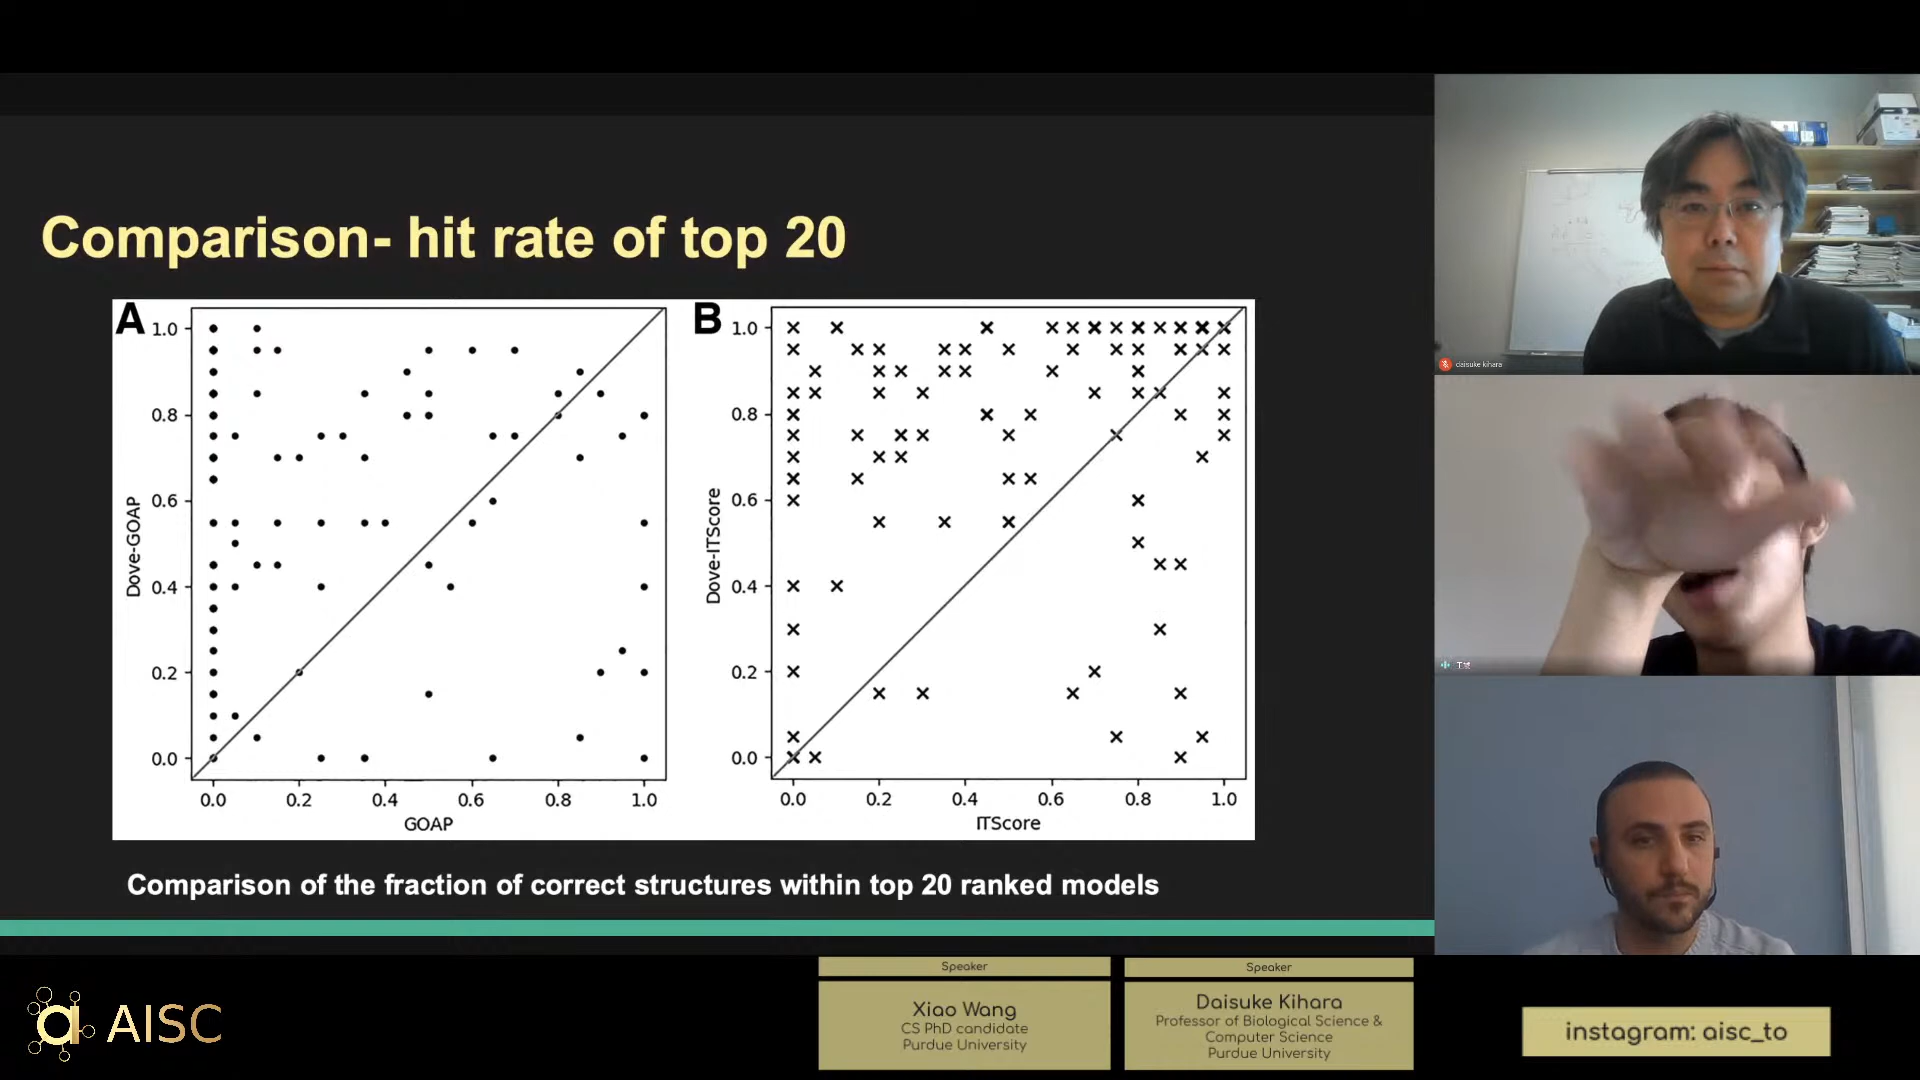 Comparison- hit rate of top 20
A
1.0
0.8
0.6
0.4
0.2
0.0
Dove-GOAP
0.0 0.2 0.4 0.6 0.8 1.0
GOAP
B
1.0
0.8
0.6
0.4
0.2
0.0
Dove-ITScore
0.0 0.2 0.4 0.6 0.8 1.0
ITScore
Comparison of the fraction of correct structures within top 20 ranked models
daisuke kihara
AISC
Speaker
Xiao Wang
CS PhD candidate
Purdue University
Speaker
Daisuke Kihara
Professor of Biological Science &
Computer Science
Purdue University
instagram: aisc_to